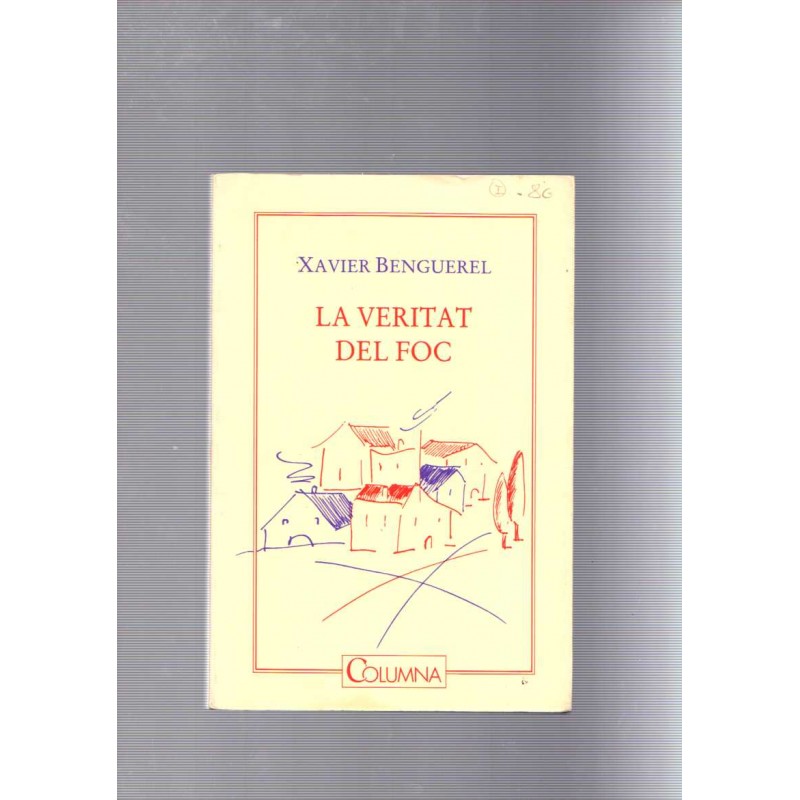 XAVIER BENGUEREL
LA VERITAT
DEL FOC
COLUMNA